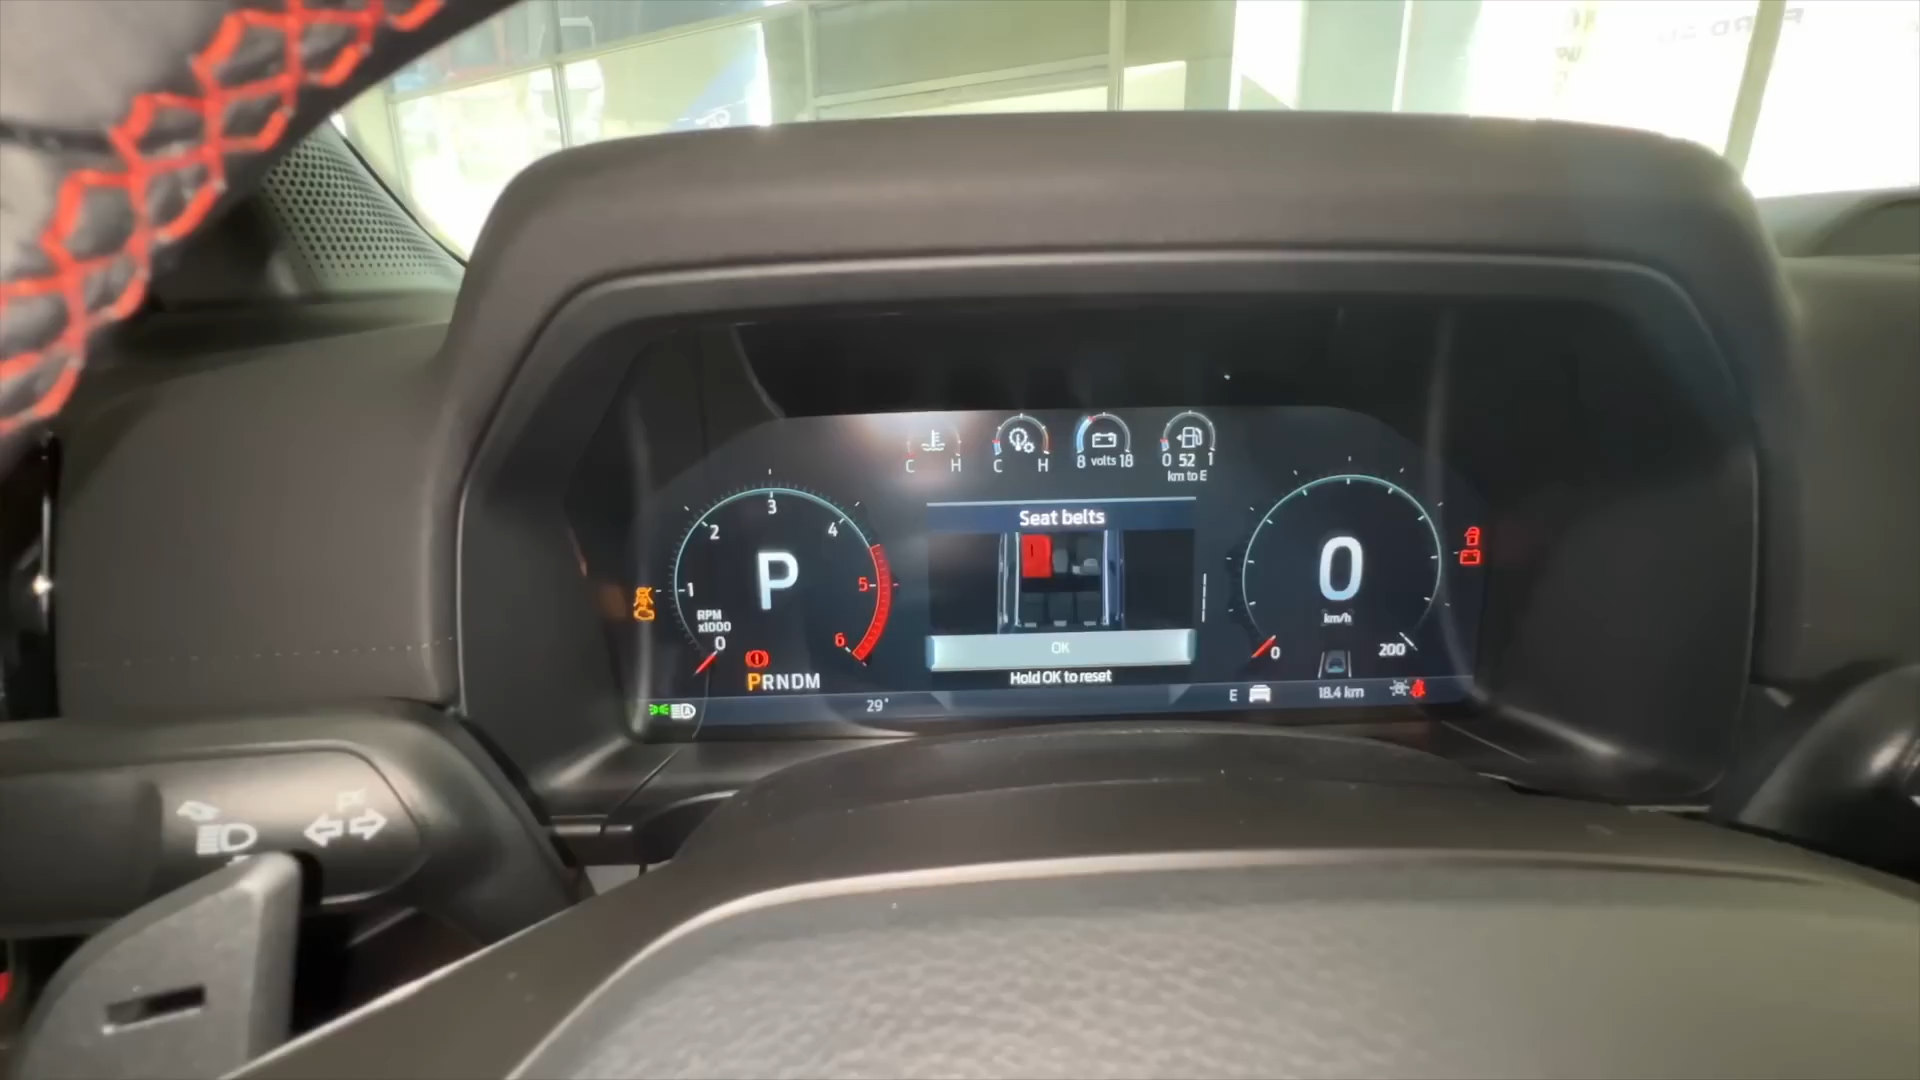 C H
C H
8 volts 18
0 52 1
km to E
Seat belts
OK
Hold OK to reset
0
1
2
3
4
5
6
RPM
x1000
P
PRNDM
29°
0
km/h
0
200
E
18.4 km